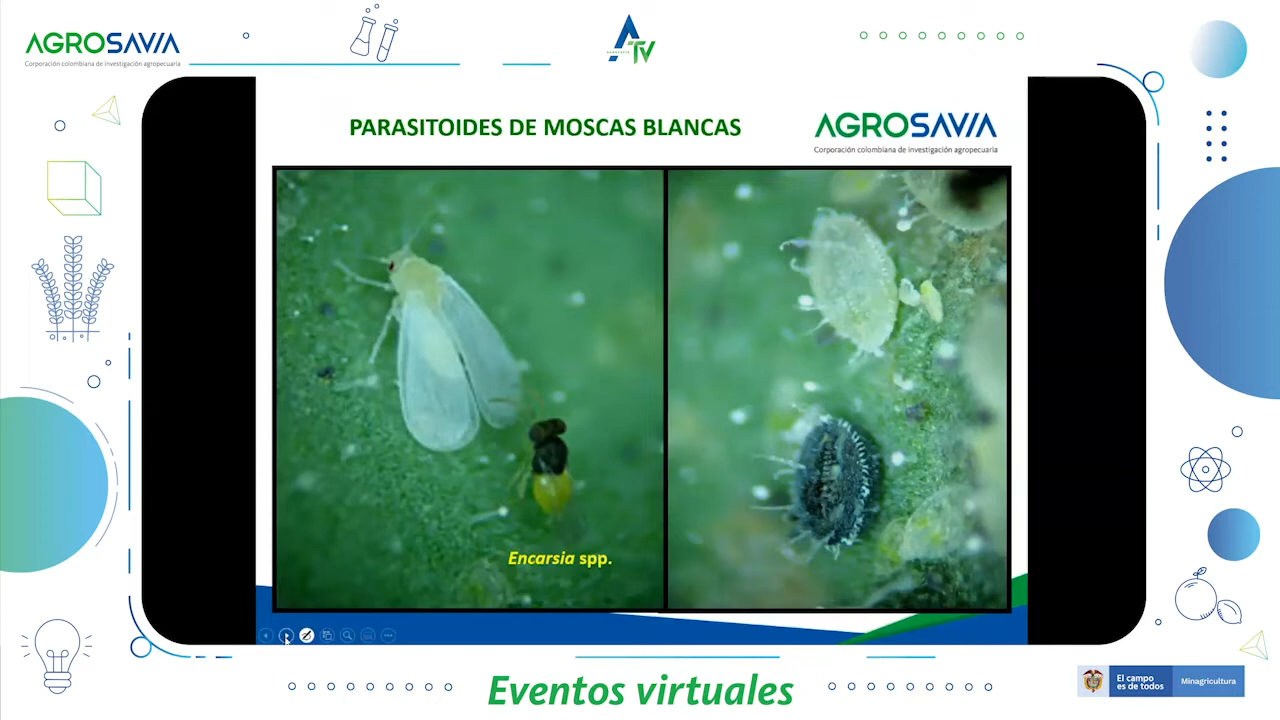 AGROSAVIA
Corporación colombiana de investigación agropecuaria
ATV
PARASITOIDES DE MOSCAS BLANCAS
AGROSAVIA
Corporación colombiana de investigación agropecuaria
Encarsia spp.
Eventos virtuales
El campo
es de todos
Minagricultura